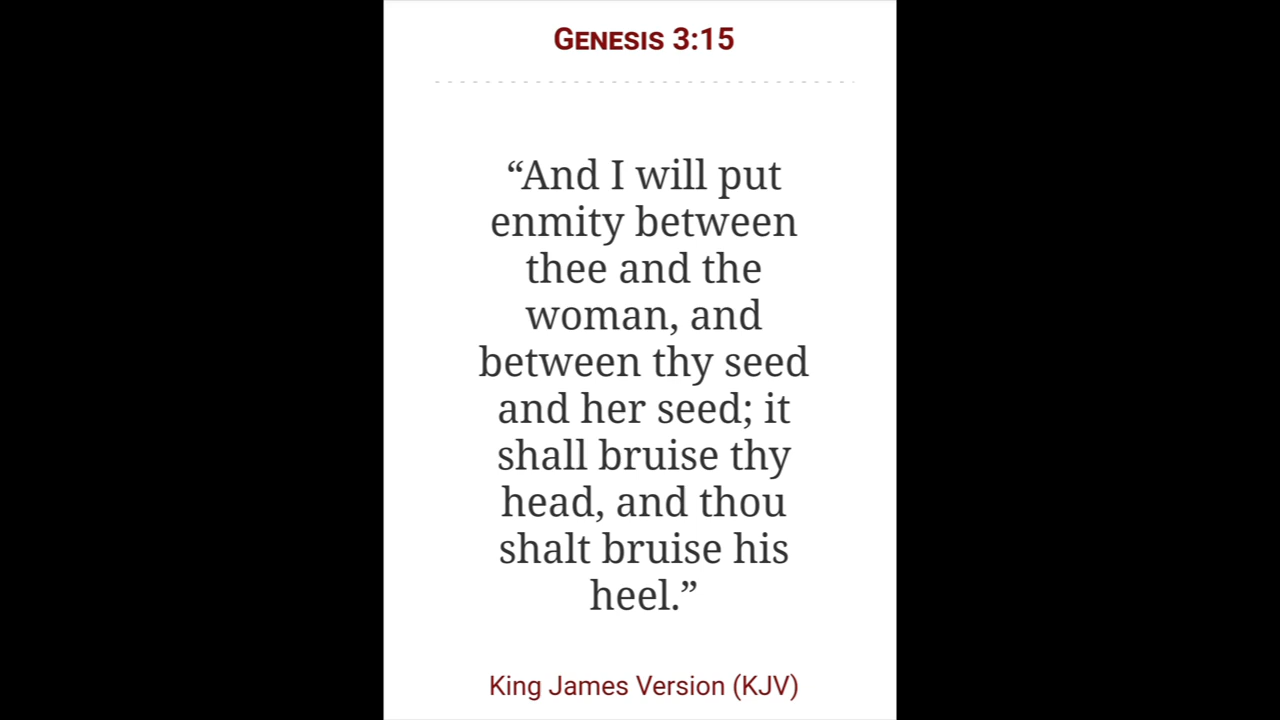 Genesis 3:15
“And I will put
enmity between
thee and the
woman, and
between thy seed
and her seed; it
shall bruise thy
head, and thou
shalt bruise his
heel.”
King James Version (KJV)